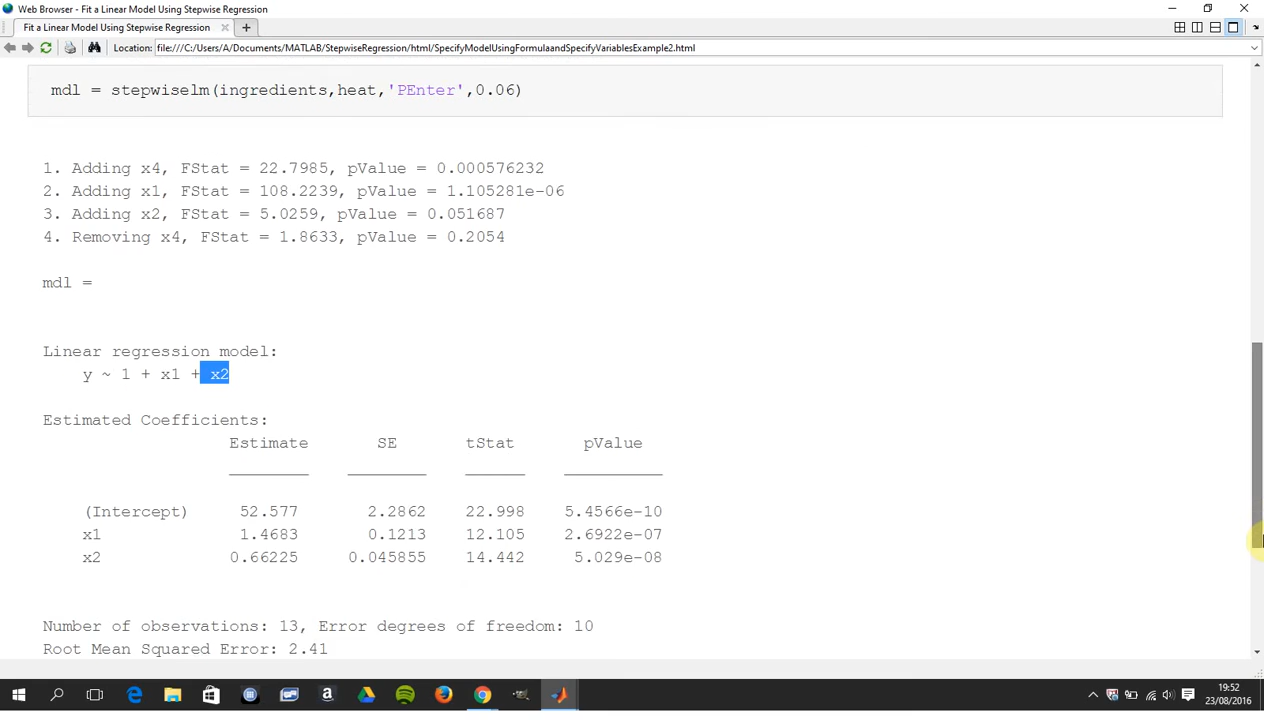 Web Browser - Fit a Linear Model Using Stepwise Regression
Fit a Linear Model Using Stepwise Regression
Location: file:///C:/Users/A/Documents/MATLAB/StepwiseRegression/html/SpecifyModelUsingFormulaandSpecifyVariablesExample2.html
mdl = stepwiselm(ingredients,heat,'PEnter',0.06)
1. Adding x4, FStat = 22.7985, pValue = 0.000576232
2. Adding x1, FStat = 108.2239, pValue = 1.105281e-06
3. Adding x2, FStat = 5.0259, pValue = 0.051687
4. Removing x4, FStat = 1.8633, pValue = 0.2054
mdl =
Linear regression model:
y ~ 1 + x1 + x2
Estimated Coefficients:
Estimate SE tStat pValue
(Intercept) 52.577 2.2862 22.998 5.4566e-10
x1 1.4683 0.1213 12.105 2.6922e-07
x2 0.66225 0.045855 14.442 5.029e-08
Number of observations: 13, Error degrees of freedom: 10
Root Mean Squared Error: 2.41
19:52
23/08/2016